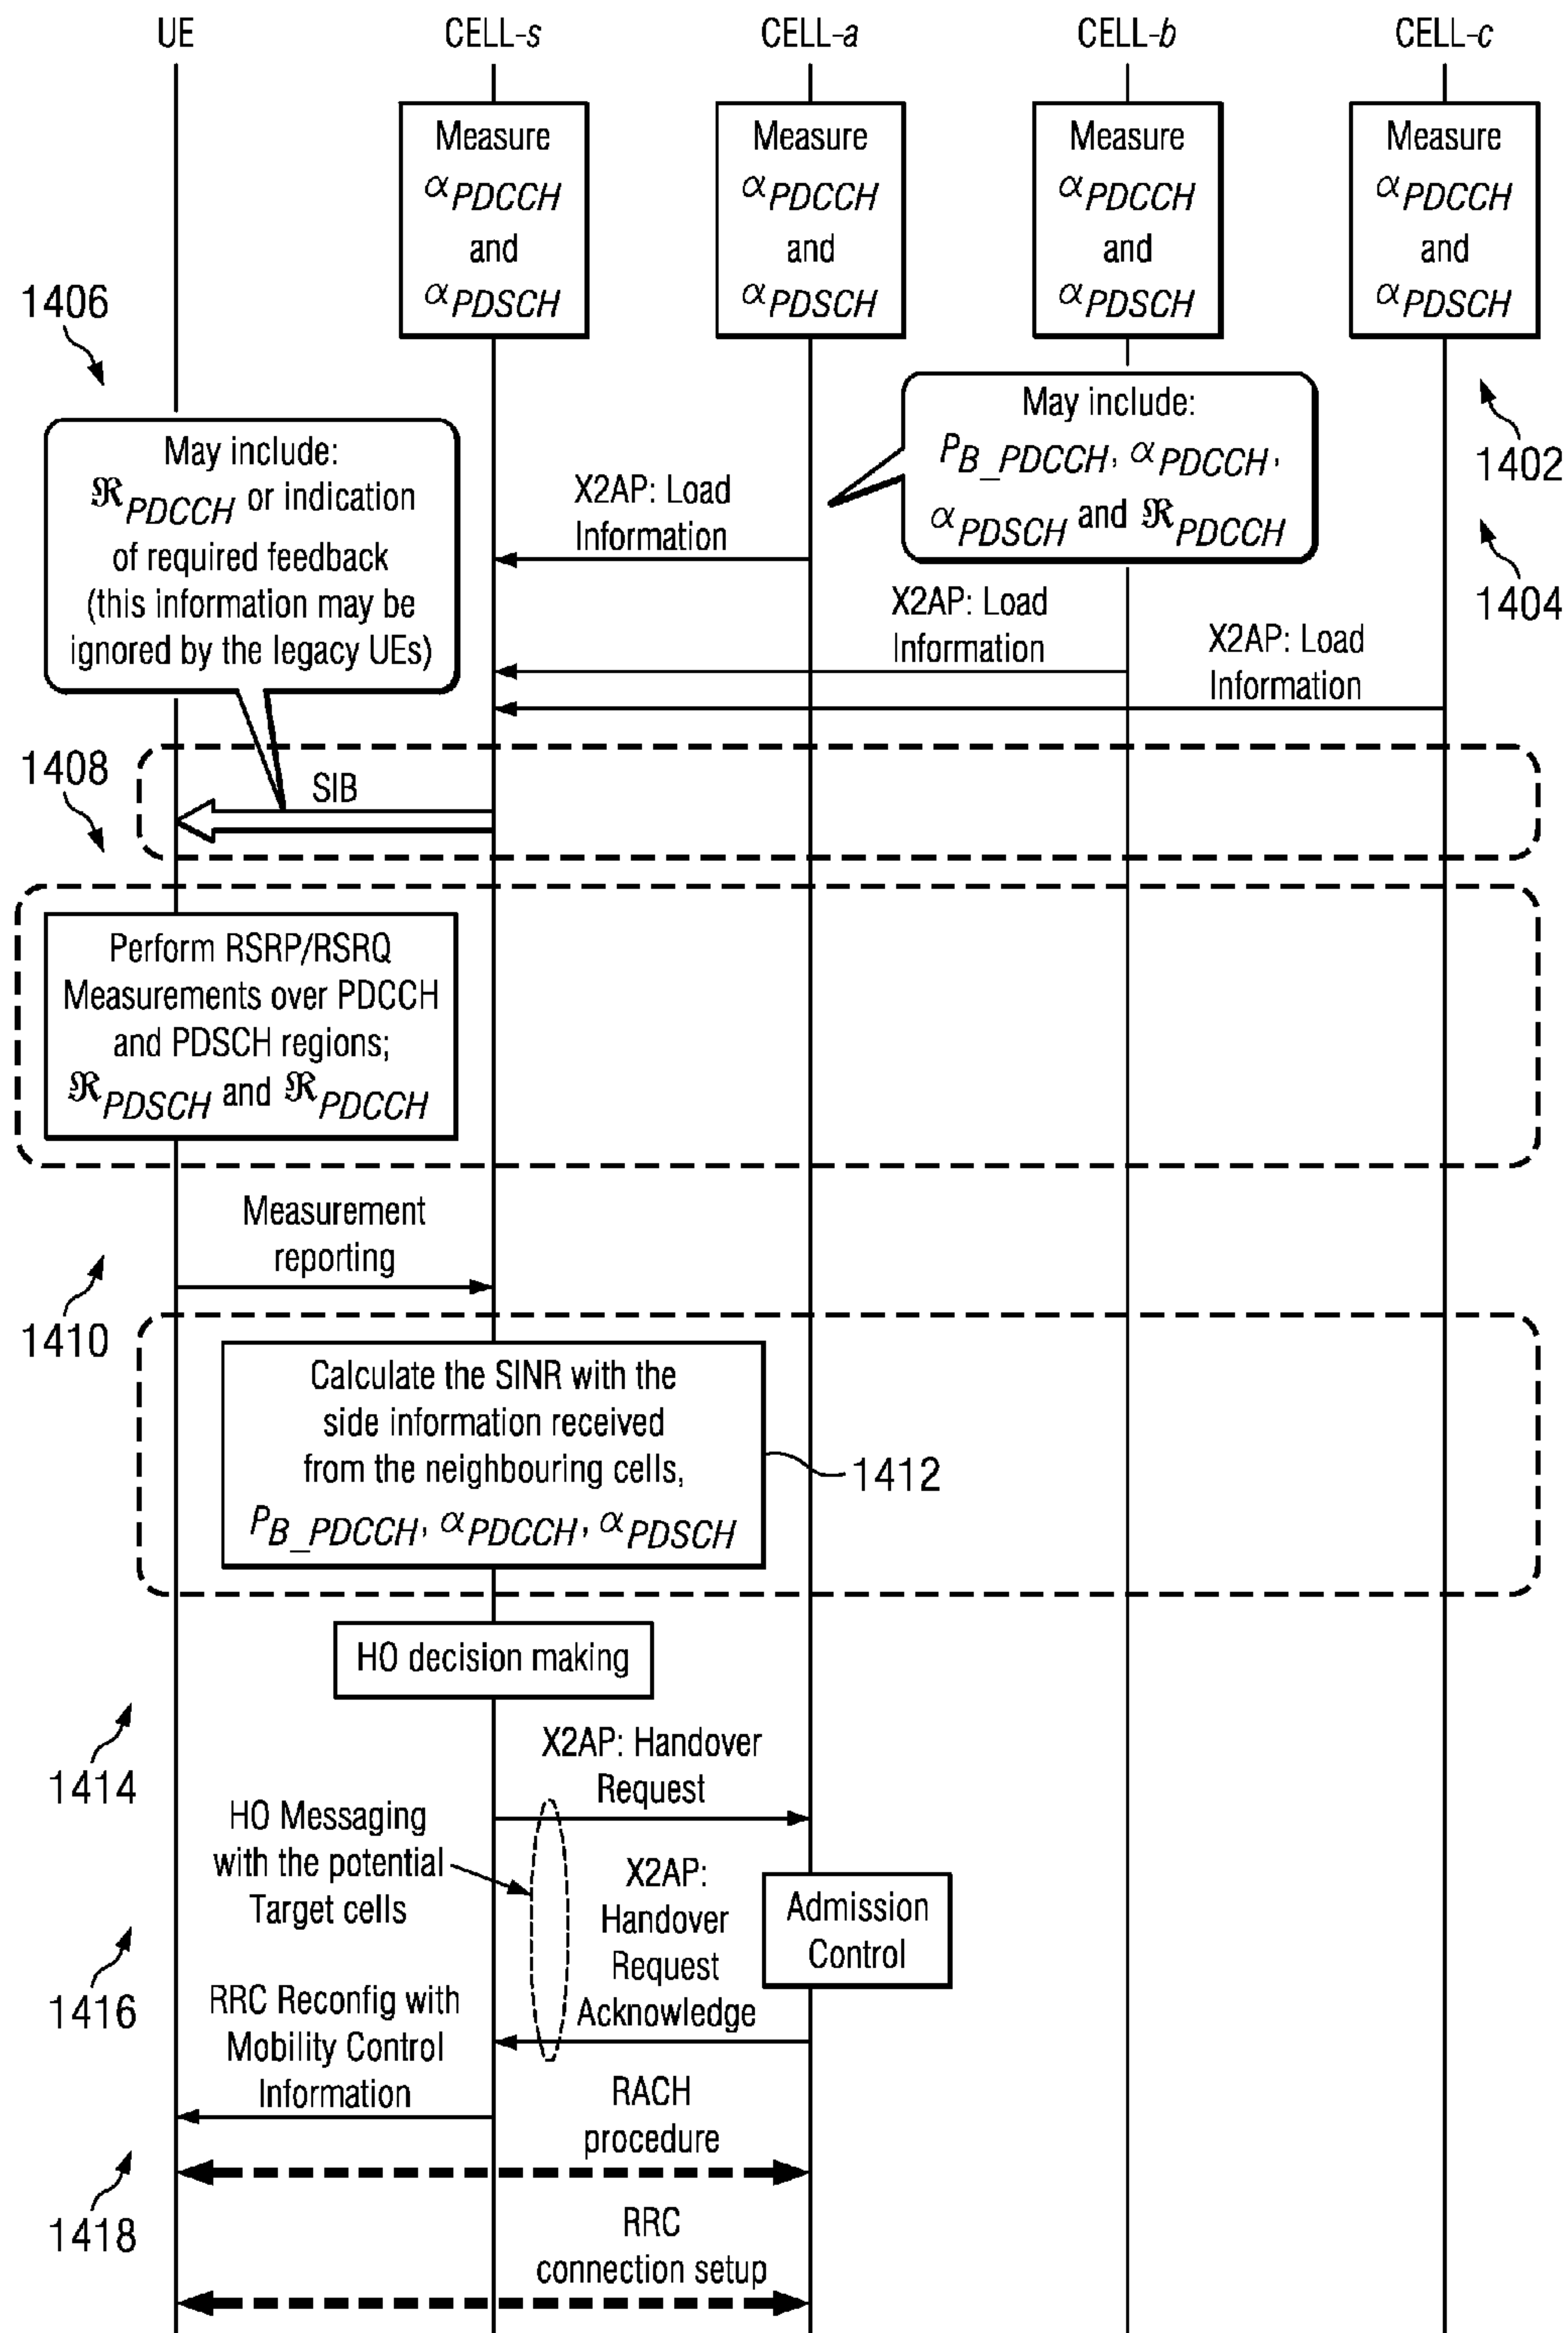 UE CELL-s CELL-a CELL-b CELL-c
Measure
αPDCCH
and
αPDSCH
Measure
αPDCCH
and
αPDSCH
Measure
αPDCCH
and
αPDSCH
Measure
αPDCCH
and
αPDSCH
1406
1402
1404
May include:
PB_PDCCH, αPDCCH,
αPDSCH and ℜPDCCH
May include:
ℜPDCCH or indication
of required feedback
(this information may be
ignored by the legacy UEs)
X2AP: Load
Information
X2AP: Load
Information
X2AP: Load
Information
1408
SIB
Perform RSRP/RSRQ
Measurements over PDCCH
and PDSCH regions;
ℜPDSCH and ℜPDCCH
Measurement
reporting
1410
Calculate the SINR with the
side information received
from the neighbouring cells,
PB_PDCCH, αPDCCH, αPDSCH
1412
HO decision making
1414
X2AP: Handover
Request
HO Messaging
with the potential
Target cells
X2AP:
Handover
Request
Acknowledge
Admission
Control
1416
RRC Reconfig with
Mobility Control
Information
RACH
procedure
1418
RRC
connection setup